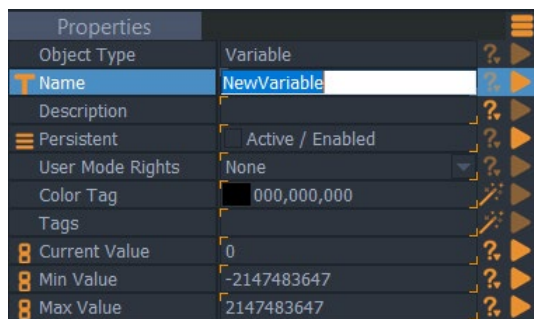 Properties
Object Type Variable
Name NewVariable
Description
Persistent Active / Enabled
User Mode Rights None
Color Tag 000,000,000
Tags
Current Value 0
Min Value -2147483647
Max Value 2147483647